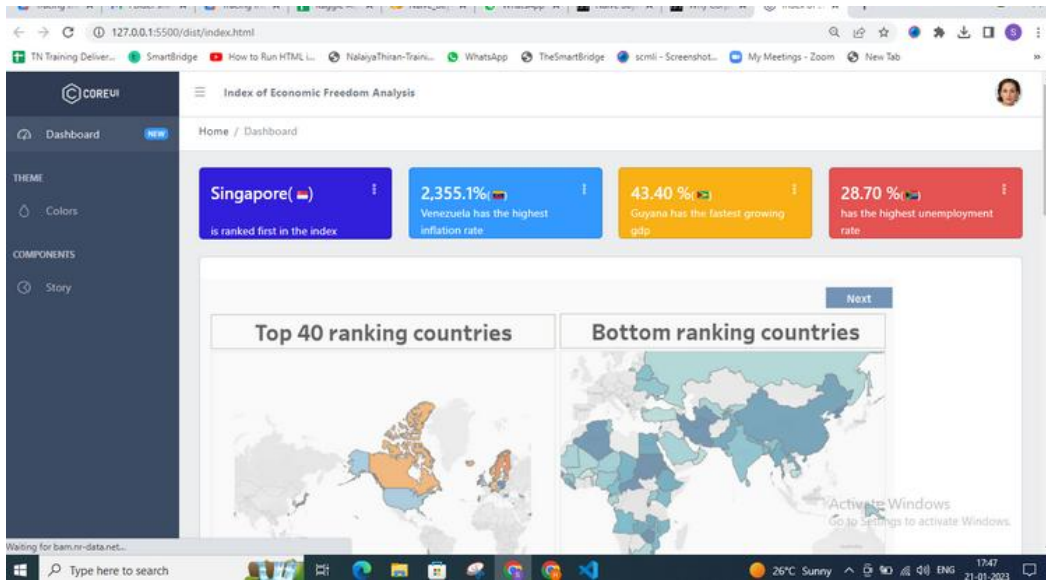 127.0.0.1:5500/dist/index.html
TN Training Deliver...
SmartBridge
How to Run HTML i...
NalaiyaThiran-Traini...
WhatsApp
TheSmartBridge
scmli - Screenshot...
My Meetings - Zoom
New Tab
COREUI
Index of Economic Freedom Analysis
Dashboard NEW
Home / Dashboard
THEME
Colors
COMPONENTS
Story
Singapore( )
is ranked first in the index
2,355.1%( )
Venezuela has the highest
inflation rate
43.40 %( )
Guyana has the fastest growing
gdp
28.70 %( )
has the highest unemployment
rate
Next
Top 40 ranking countries
Bottom ranking countries
Activate Windows
Go to Settings to activate Windows.
Waiting for bam.nr-data.net...
Type here to search
26°C Sunny
ENG
17:47
21-01-2023